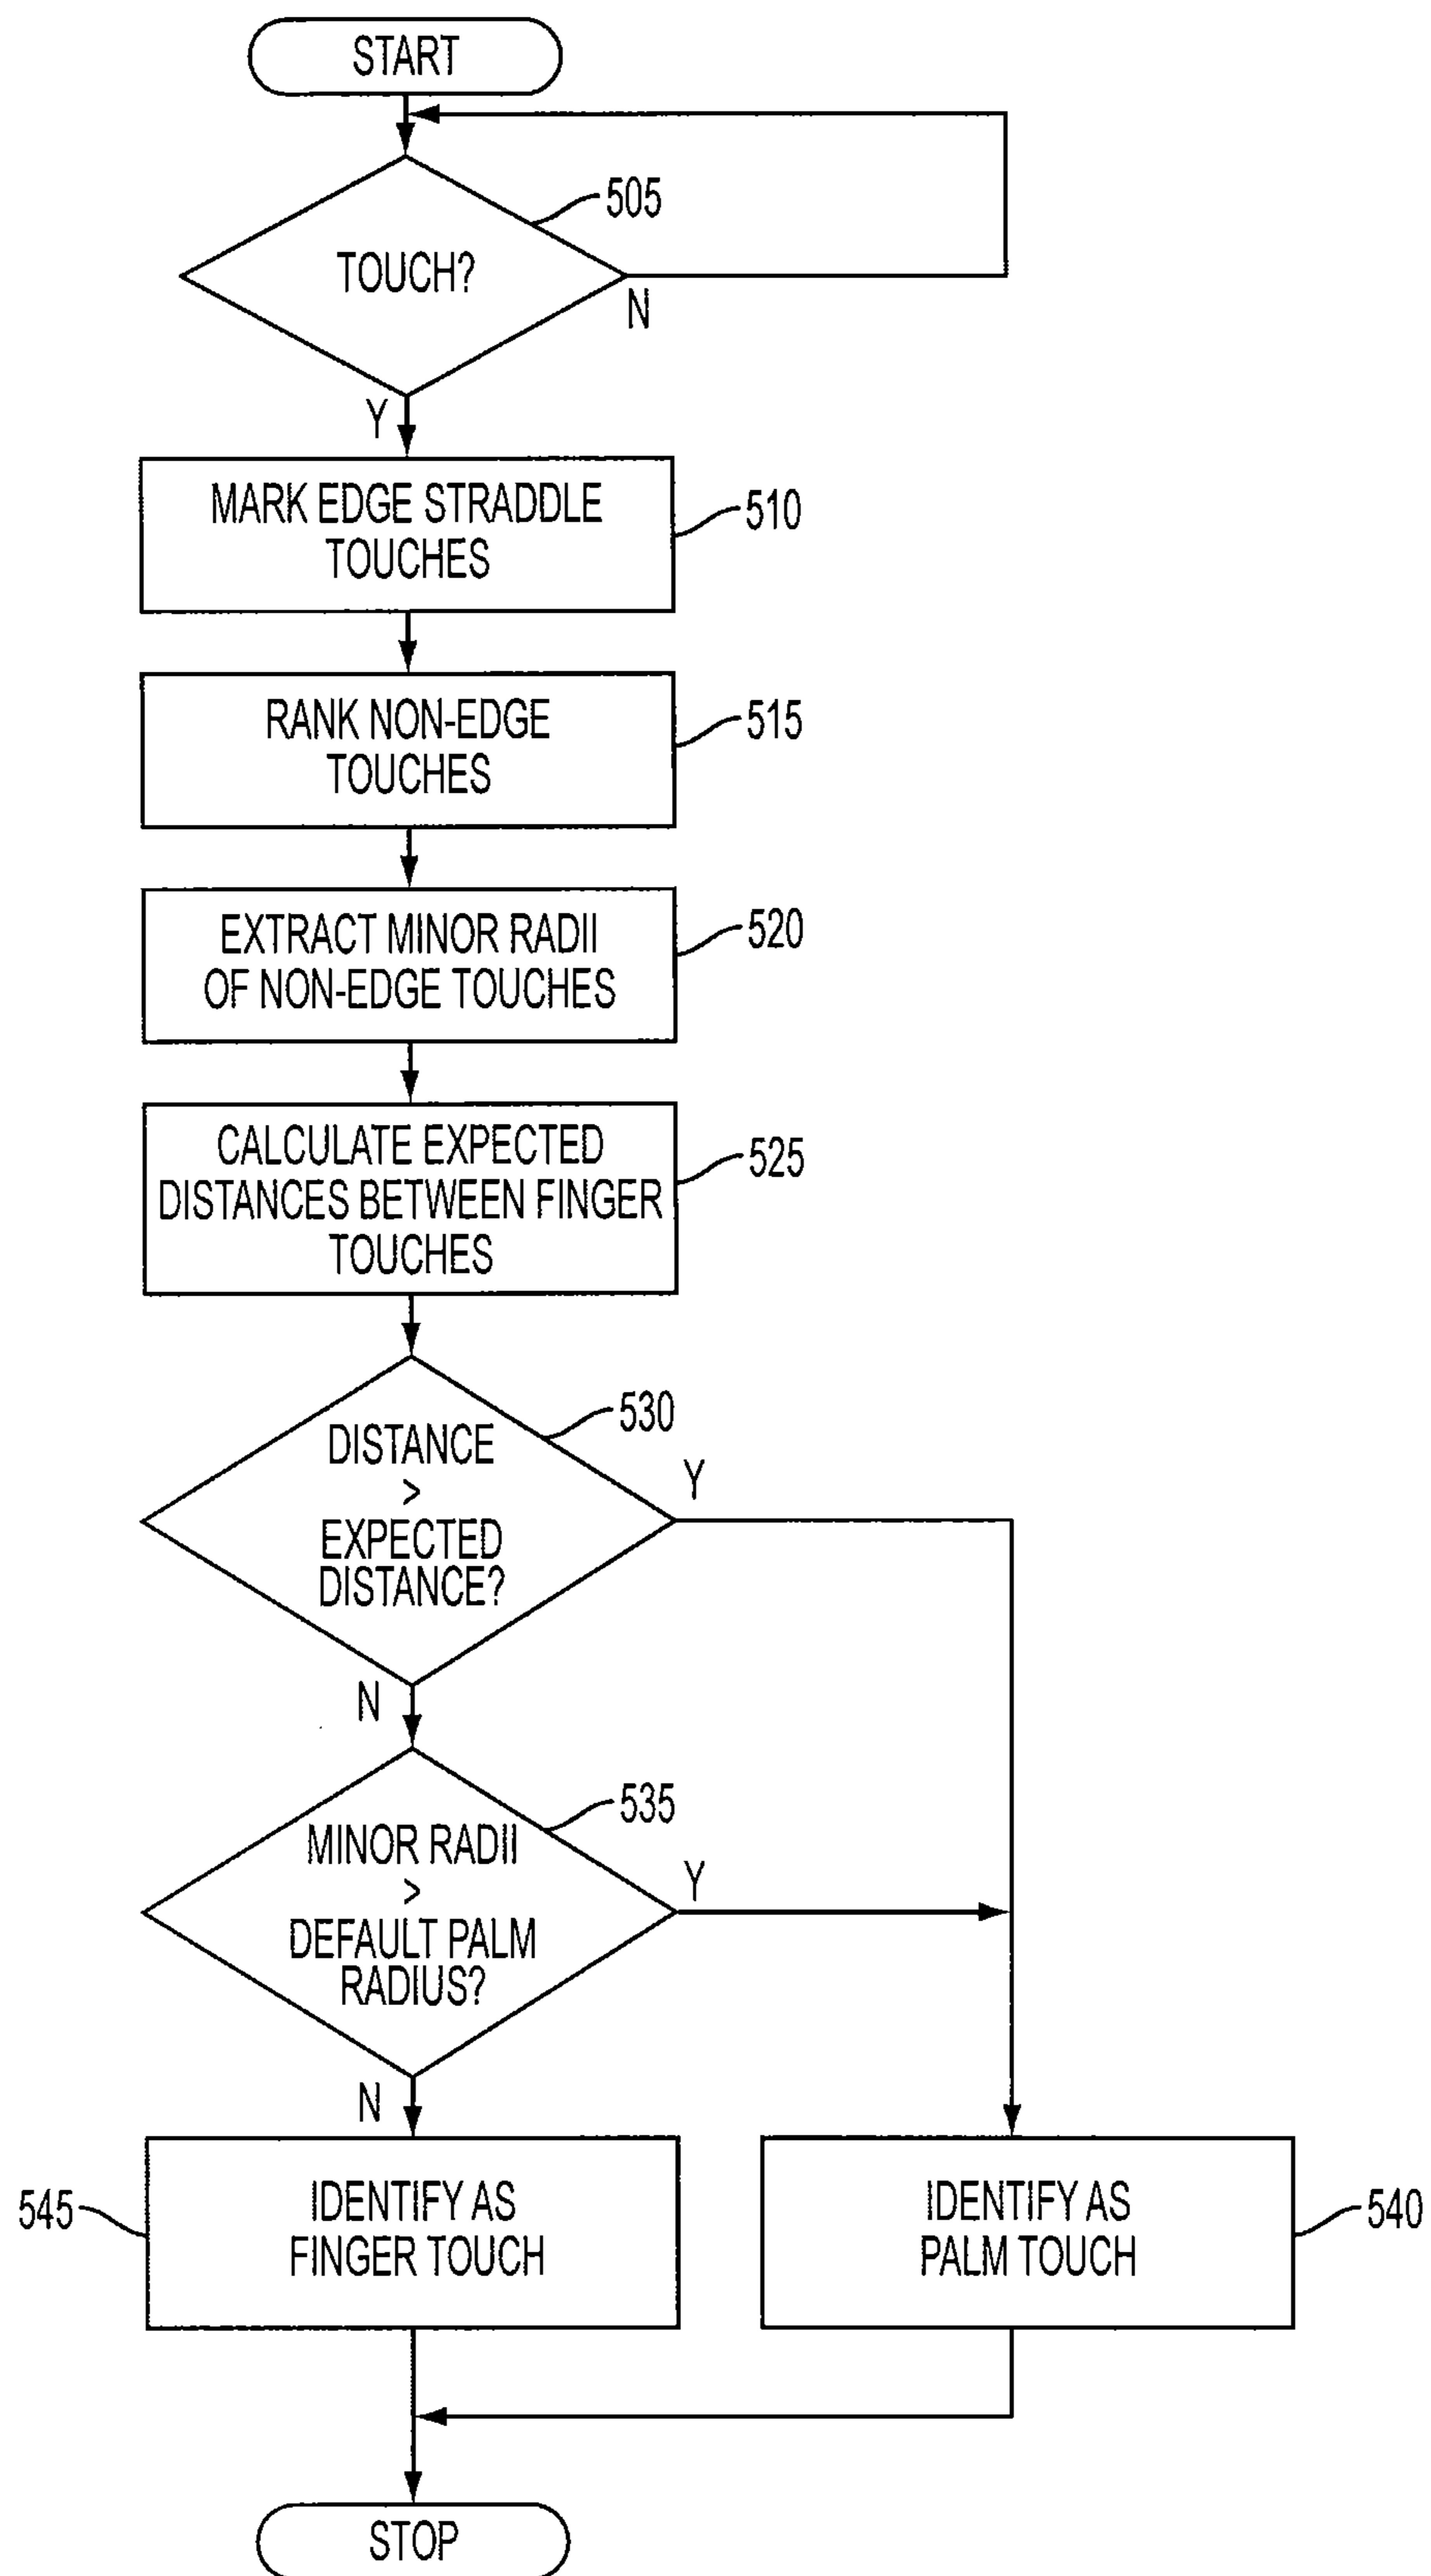 START
505
TOUCH?
N
Y
MARK EDGE STRADDLE
TOUCHES
510
RANK NON-EDGE
TOUCHES
515
EXTRACT MINOR RADII
OF NON-EDGE TOUCHES
520
CALCULATE EXPECTED
DISTANCES BETWEEN FINGER
TOUCHES
525
530
DISTANCE
>
EXPECTED
DISTANCE?
Y
N
535
MINOR RADII
>
DEFAULT PALM
RADIUS?
Y
N
545
IDENTIFY AS
FINGER TOUCH
IDENTIFY AS
PALM TOUCH
540
STOP